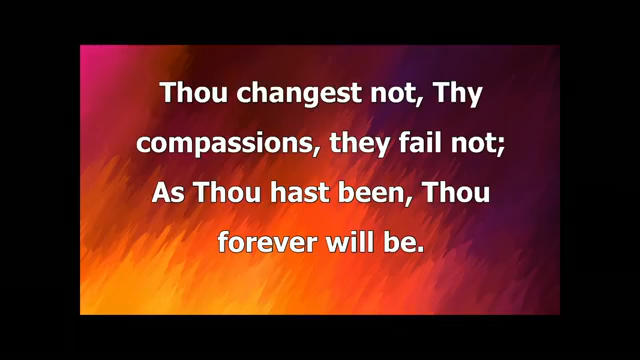 Thou changest not, Thy
compassions, they fail not;
As Thou hast been, Thou
forever will be.